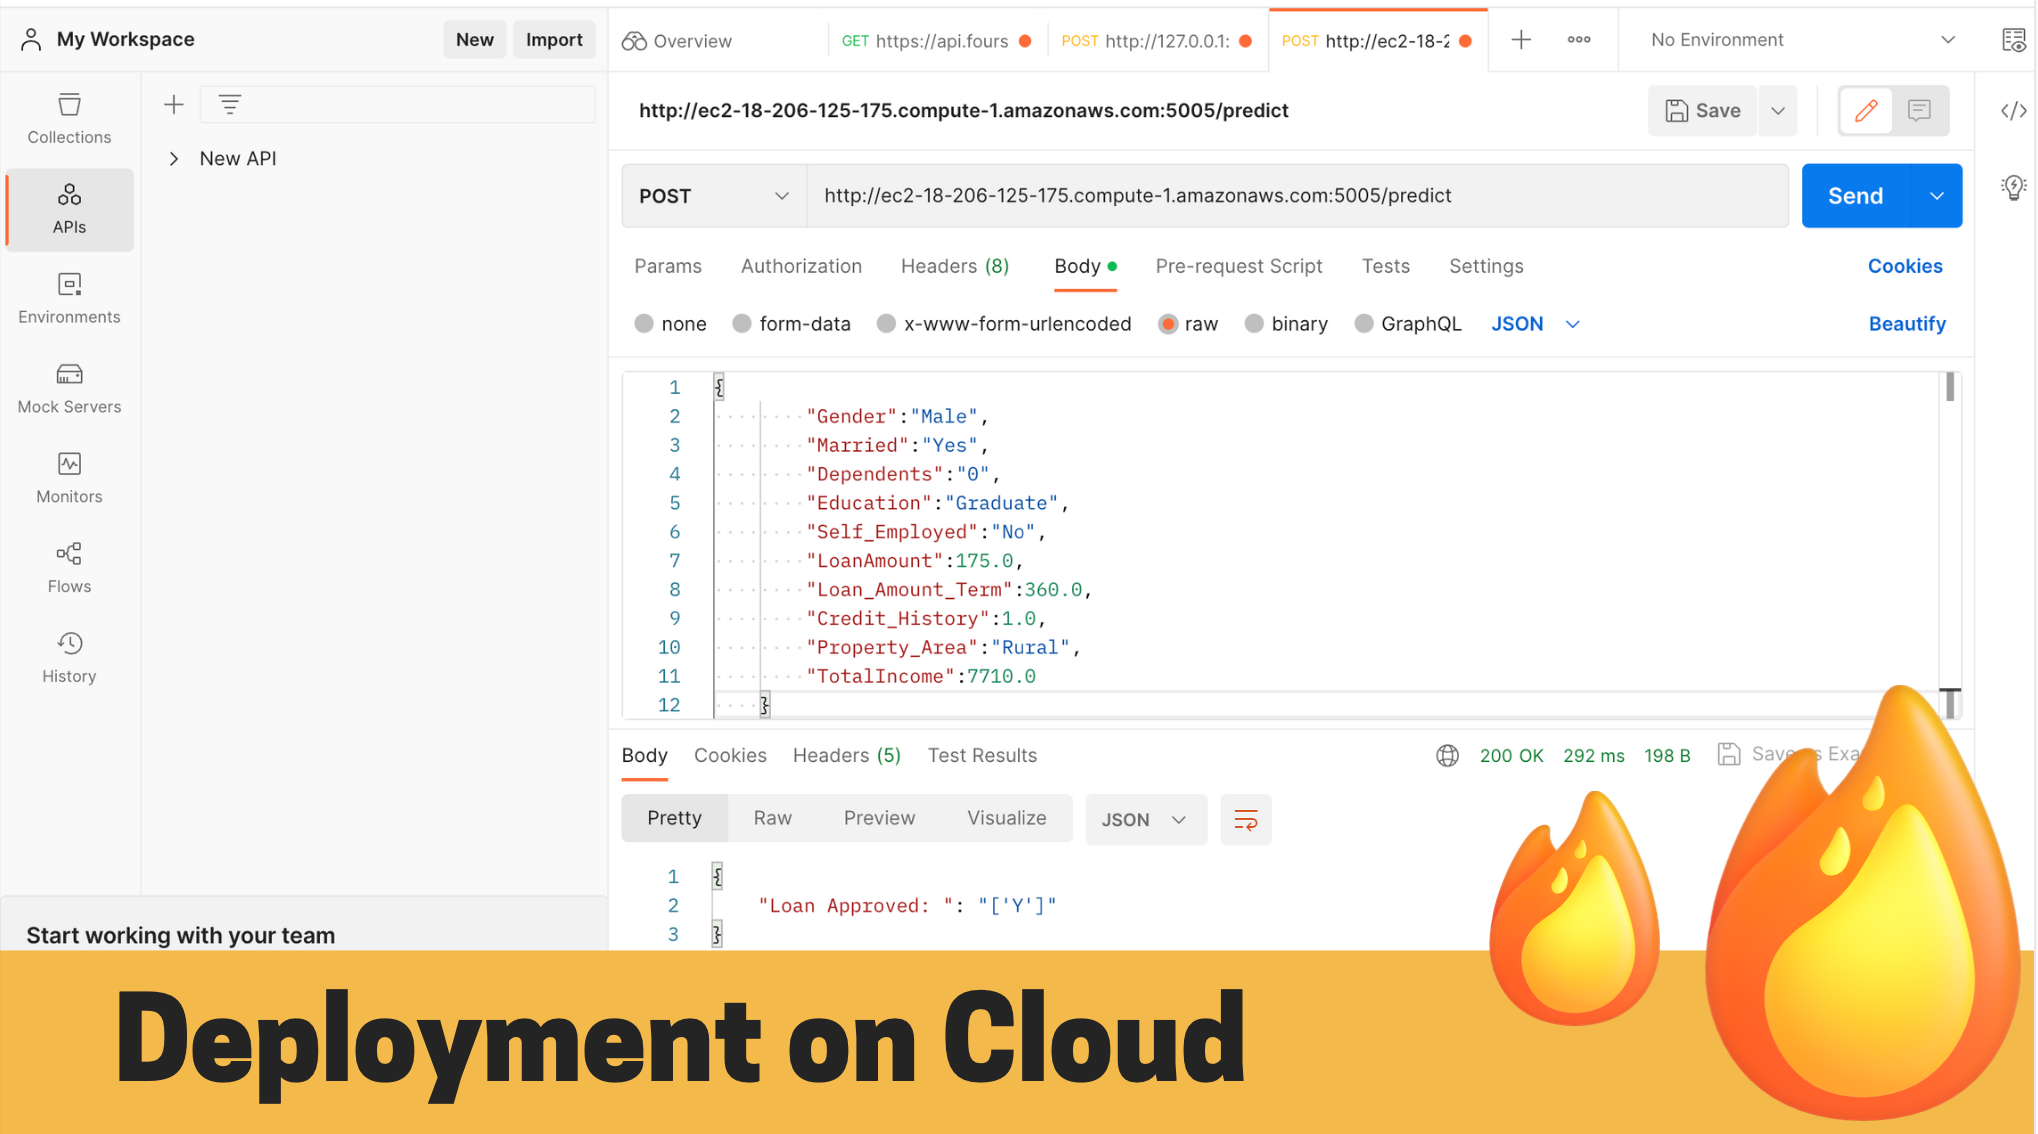 My Workspace
New
Import
Overview
GET https://api.fours
POST http://127.0.0.1:
POST http://ec2-18-2
No Environment
Collections
APIs
Environments
Mock Servers
Monitors
Flows
History
New API
Start working with your team
http://ec2-18-206-125-175.compute-1.amazonaws.com:5005/predict
Save
POST
http://ec2-18-206-125-175.compute-1.amazonaws.com:5005/predict
Send
Params Authorization Headers (8) Body Pre-request Script Tests Settings Cookies
none form-data x-www-form-urlencoded raw binary GraphQL JSON Beautify
1 {
2 "Gender":"Male",
3 "Married":"Yes",
4 "Dependents":"0",
5 "Education":"Graduate",
6 "Self_Employed":"No",
7 "LoanAmount":175.0,
8 "Loan_Amount_Term":360.0,
9 "Credit_History":1.0,
10 "Property_Area":"Rural",
11 "TotalIncome":7710.0
12 }
Body Cookies Headers (5) Test Results 200 OK 292 ms 198 B
Pretty Raw Preview Visualize JSON
1 {
2 "Loan Approved: ": "['Y']"
3 }
Deployment on Cloud